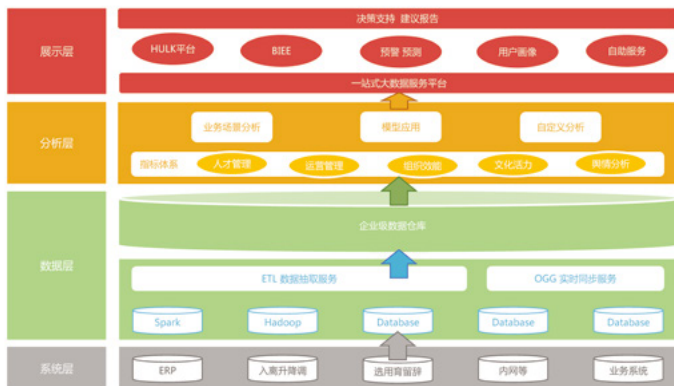 决策支持 建议报告
展示层
HULK平台 BIEE 预警 预测 用户画像 自助服务
一站式大数据服务平台
分析层
业务场景分析 模型应用 自定义分析
指标体系 人才管理 运营管理 组织效能 文化活力 舆情分析
数据层
企业级数据仓库
ETL 数据抽取服务 OGG 实时同步服务
Spark Hadoop Database Database Database
系统层
ERP 入离升降调 选用育留辞 内网等 业务系统